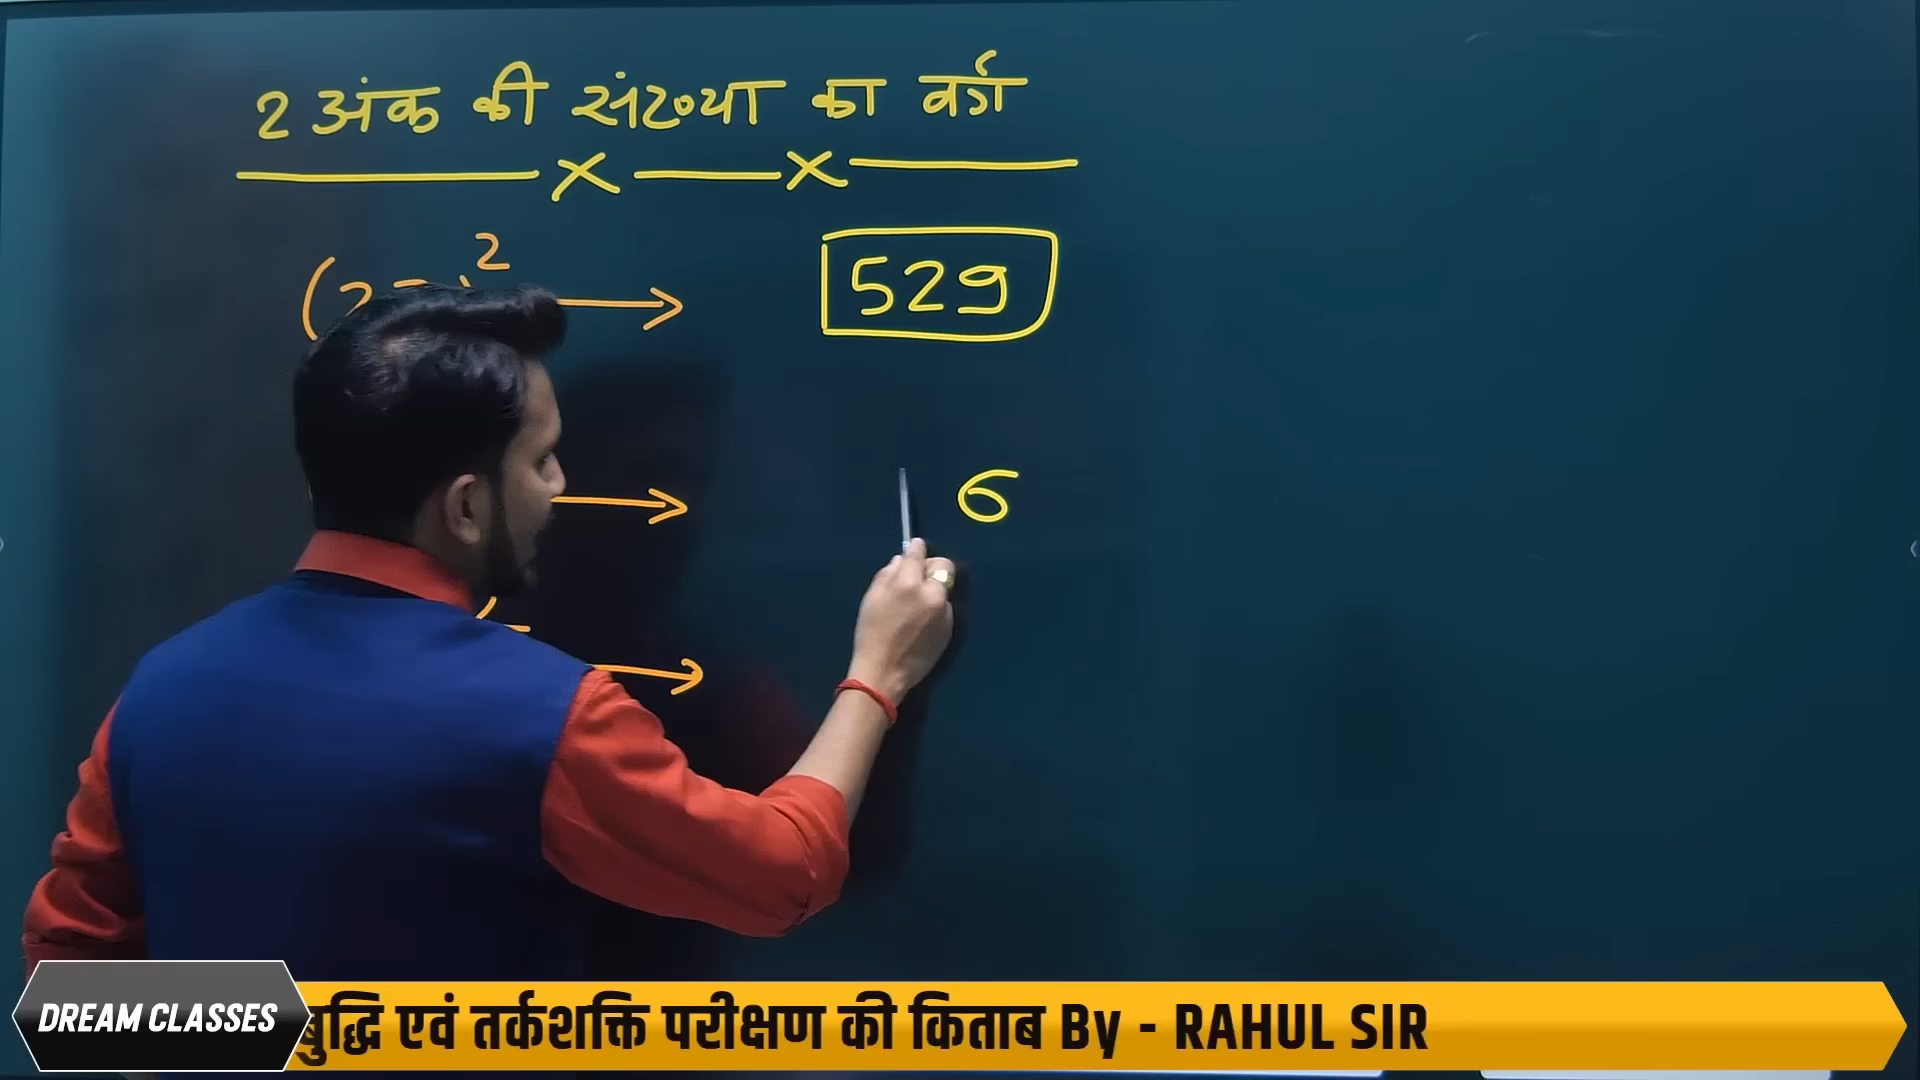 2 अंक की संख्या का वर्ग
529
6
DREAM CLASSES
बुद्धि एवं तर्कशक्ति परीक्षण की किताब By - RAHUL SIR